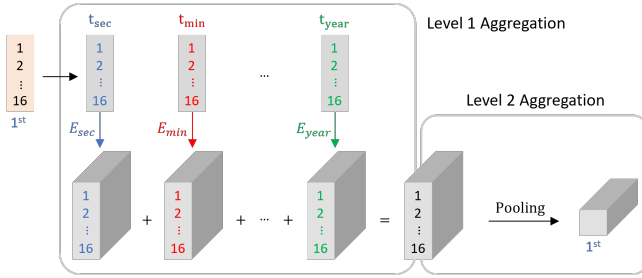 t_sec t_min t_year Level 1 Aggregation
1 1 1 1
2 2 2 2
⋮ ⋮ ... ⋮ ⋮
16 16 16 16
1st
E_sec E_min E_year Level 2 Aggregation
1 1 1 1
2 + 2 + ... + 2 = 2 Pooling
⋮ ⋮ ⋮ ⋮
16 16 16 16 1st